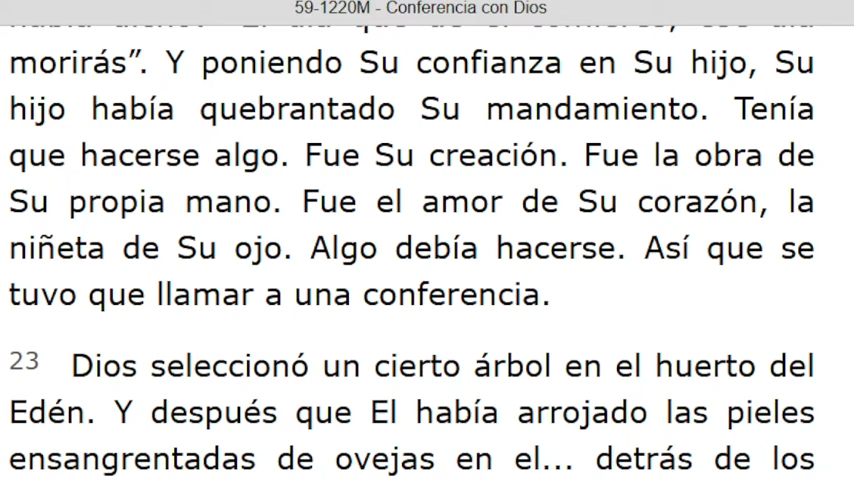 59-1220M - Conferencia con Dios
morirás”. Y poniendo Su confianza en Su hijo, Su
hijo había quebrantado Su mandamiento. Tenía
que hacerse algo. Fue Su creación. Fue la obra de
Su propia mano. Fue el amor de Su corazón, la
niñeta de Su ojo. Algo debía hacerse. Así que se
tuvo que llamar a una conferencia.
23 Dios seleccionó un cierto árbol en el huerto del
Edén. Y después que El había arrojado las pieles
ensangrentadas de ovejas en el... detrás de los